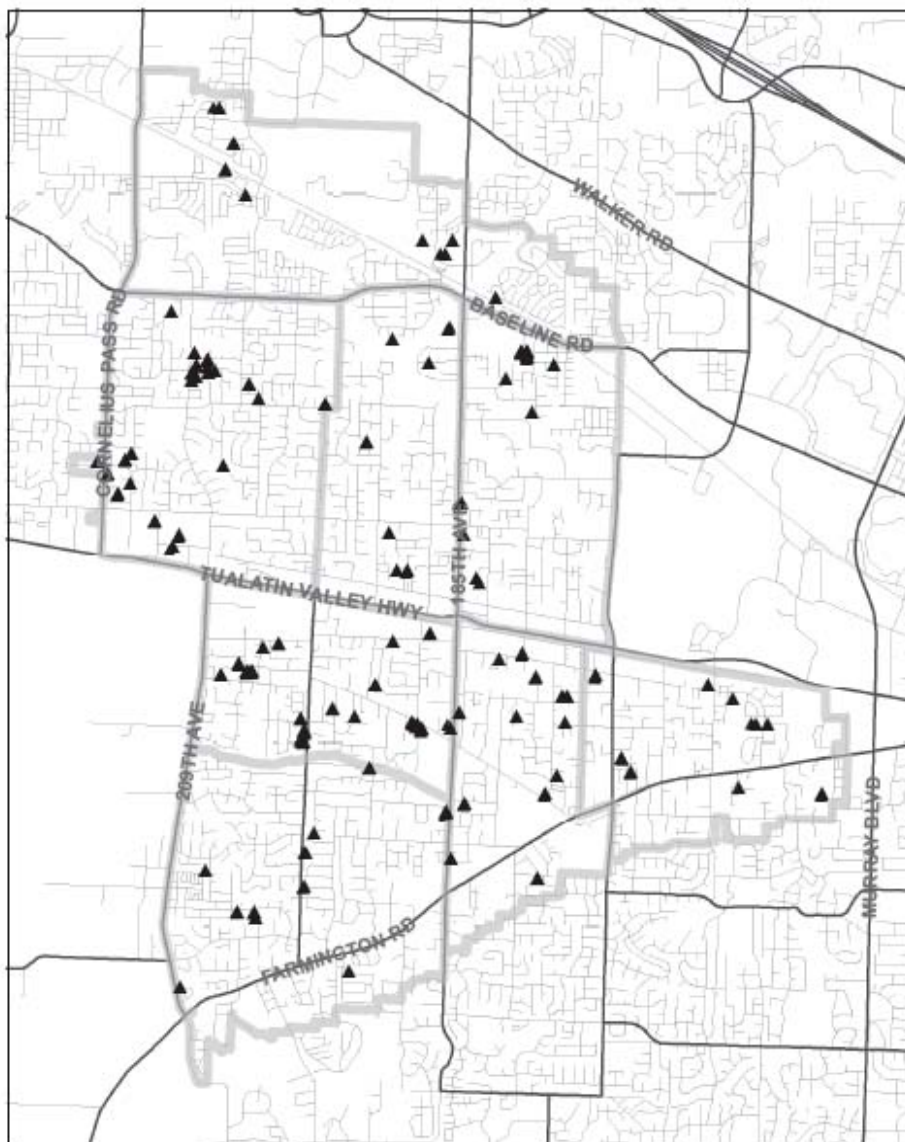 WALKER RD
BASELINE RD
CORNELIUS PASS RD
185TH AVE
TUALATIN VALLEY HWY
209TH AVE
MURRAY BLVD
FARMINGTON RD